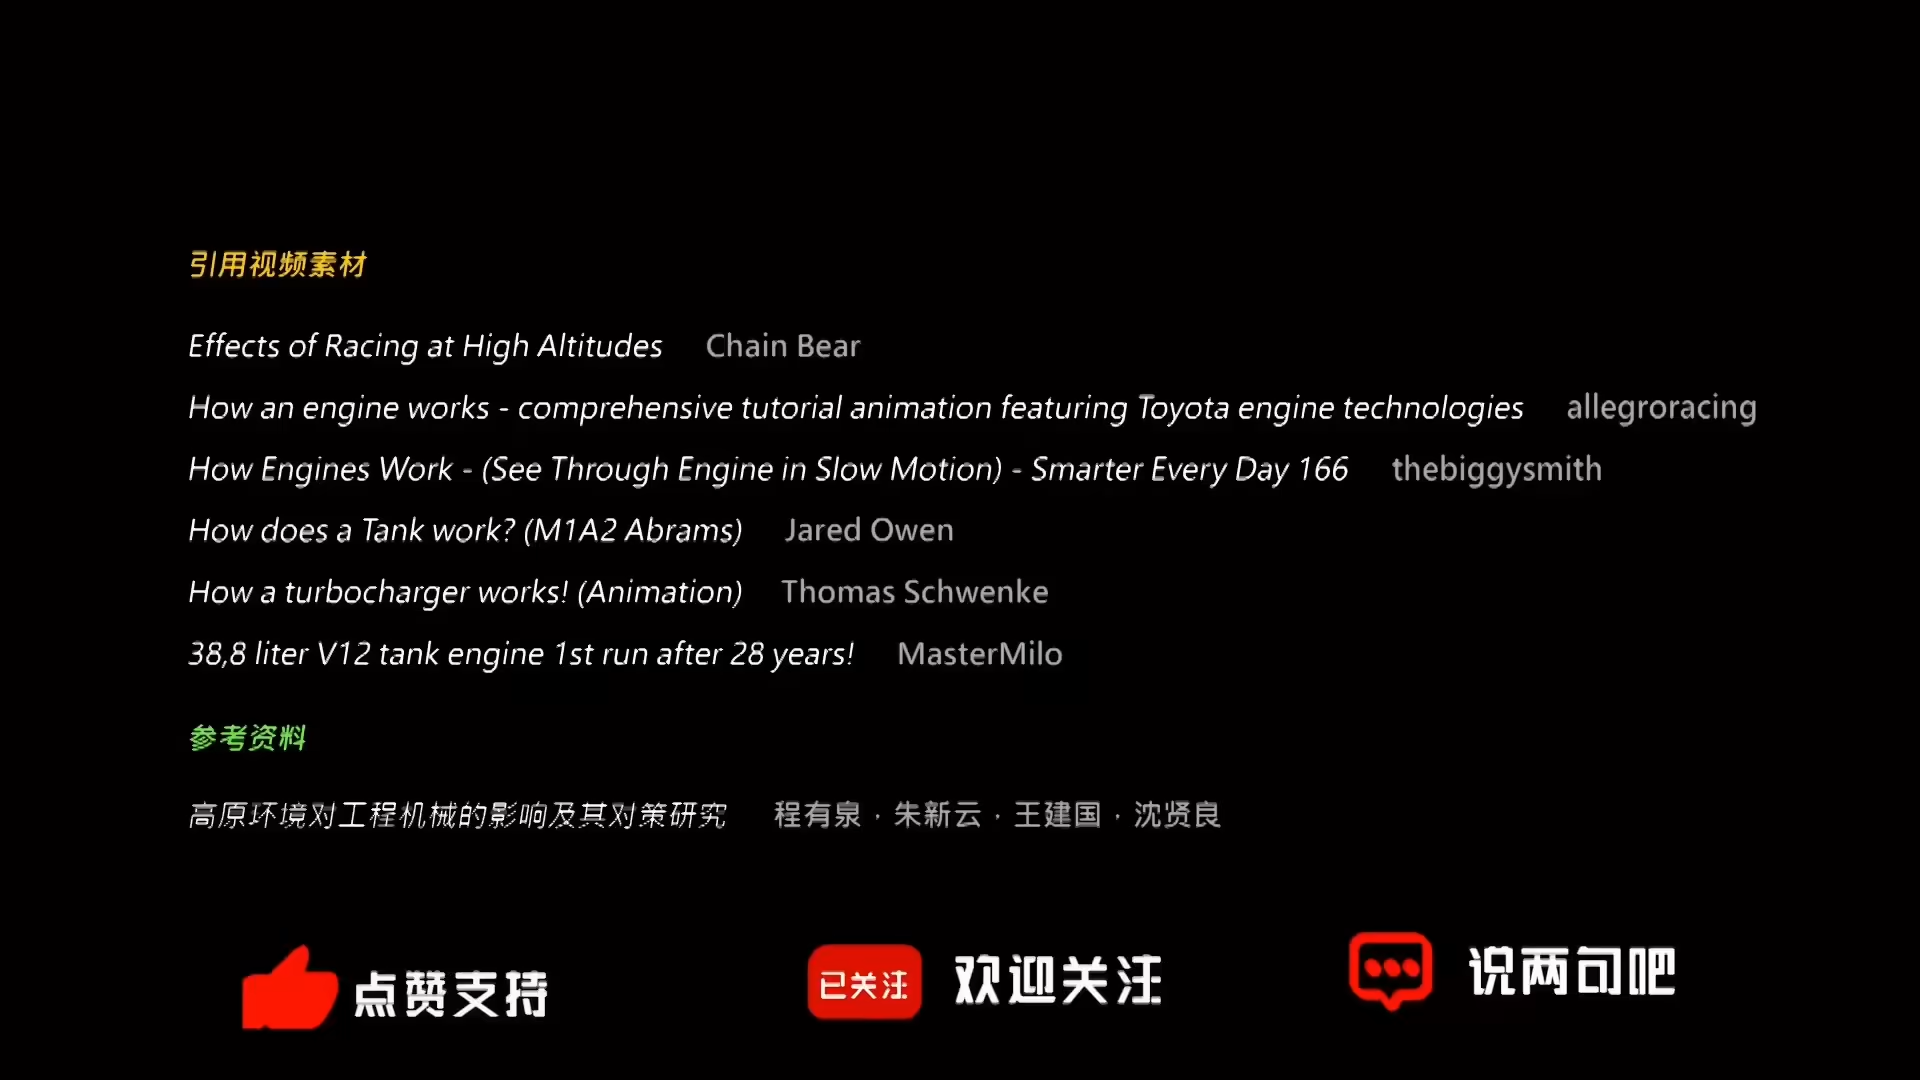 引用视频素材
Effects of Racing at High Altitudes Chain Bear
How an engine works - comprehensive tutorial animation featuring Toyota engine technologies allegroracing
How Engines Work - (See Through Engine in Slow Motion) - Smarter Every Day 166 thebiggysmith
How does a Tank work? (M1A2 Abrams) Jared Owen
How a turbocharger works! (Animation) Thomas Schwenke
38,8 liter V12 tank engine 1st run after 28 years! MasterMilo
参考资料
高原环境对工程机械的影响及其对策研究 程有泉 · 朱新云 · 王建国 · 沈贤良
点赞支持 已关注 欢迎关注 说两句吧